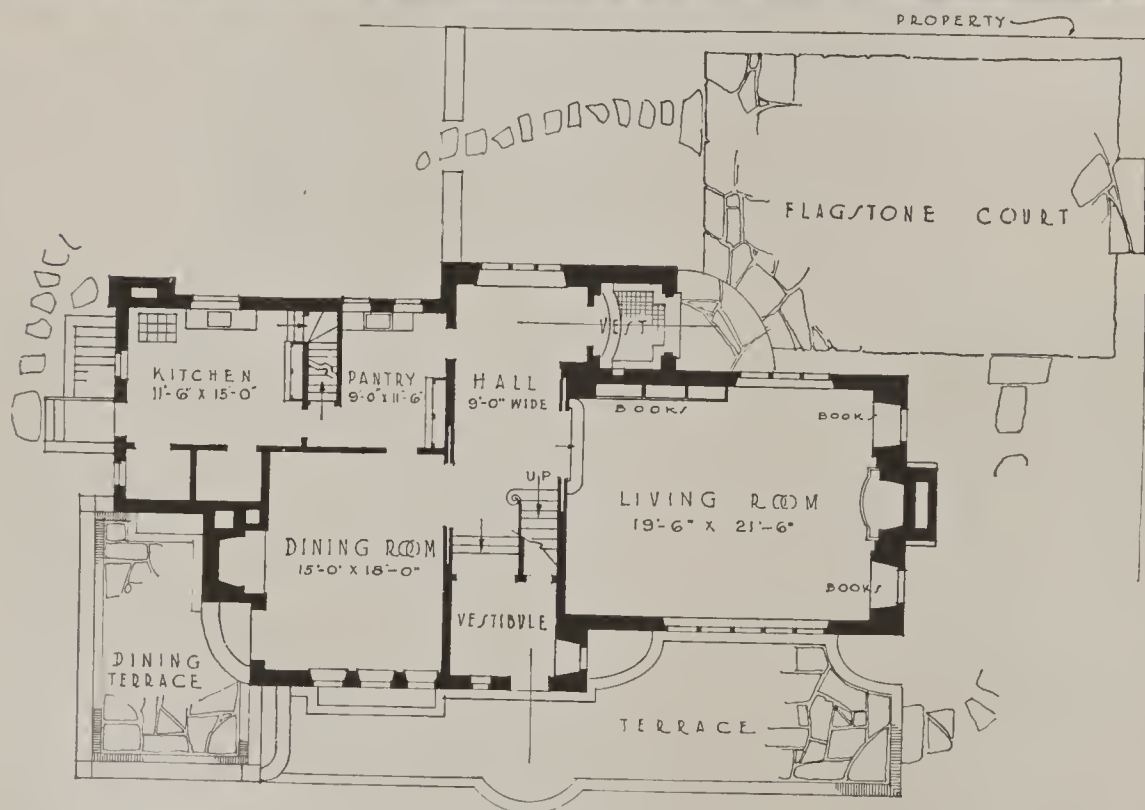 PROPERTY
FLAGSTONE COURT
VEST
KITCHEN
11'-6" X 15'-0"
PANTRY
9'-0" X 11'-6"
HALL
9'-0" WIDE
BOOKS
BOOKS
UP
LIVING ROOM
19'-6" X 21'-6"
DINING ROOM
15'-0" X 18'-0"
BOOKS
VESTIBULE
DINING
TERRACE
TERRACE